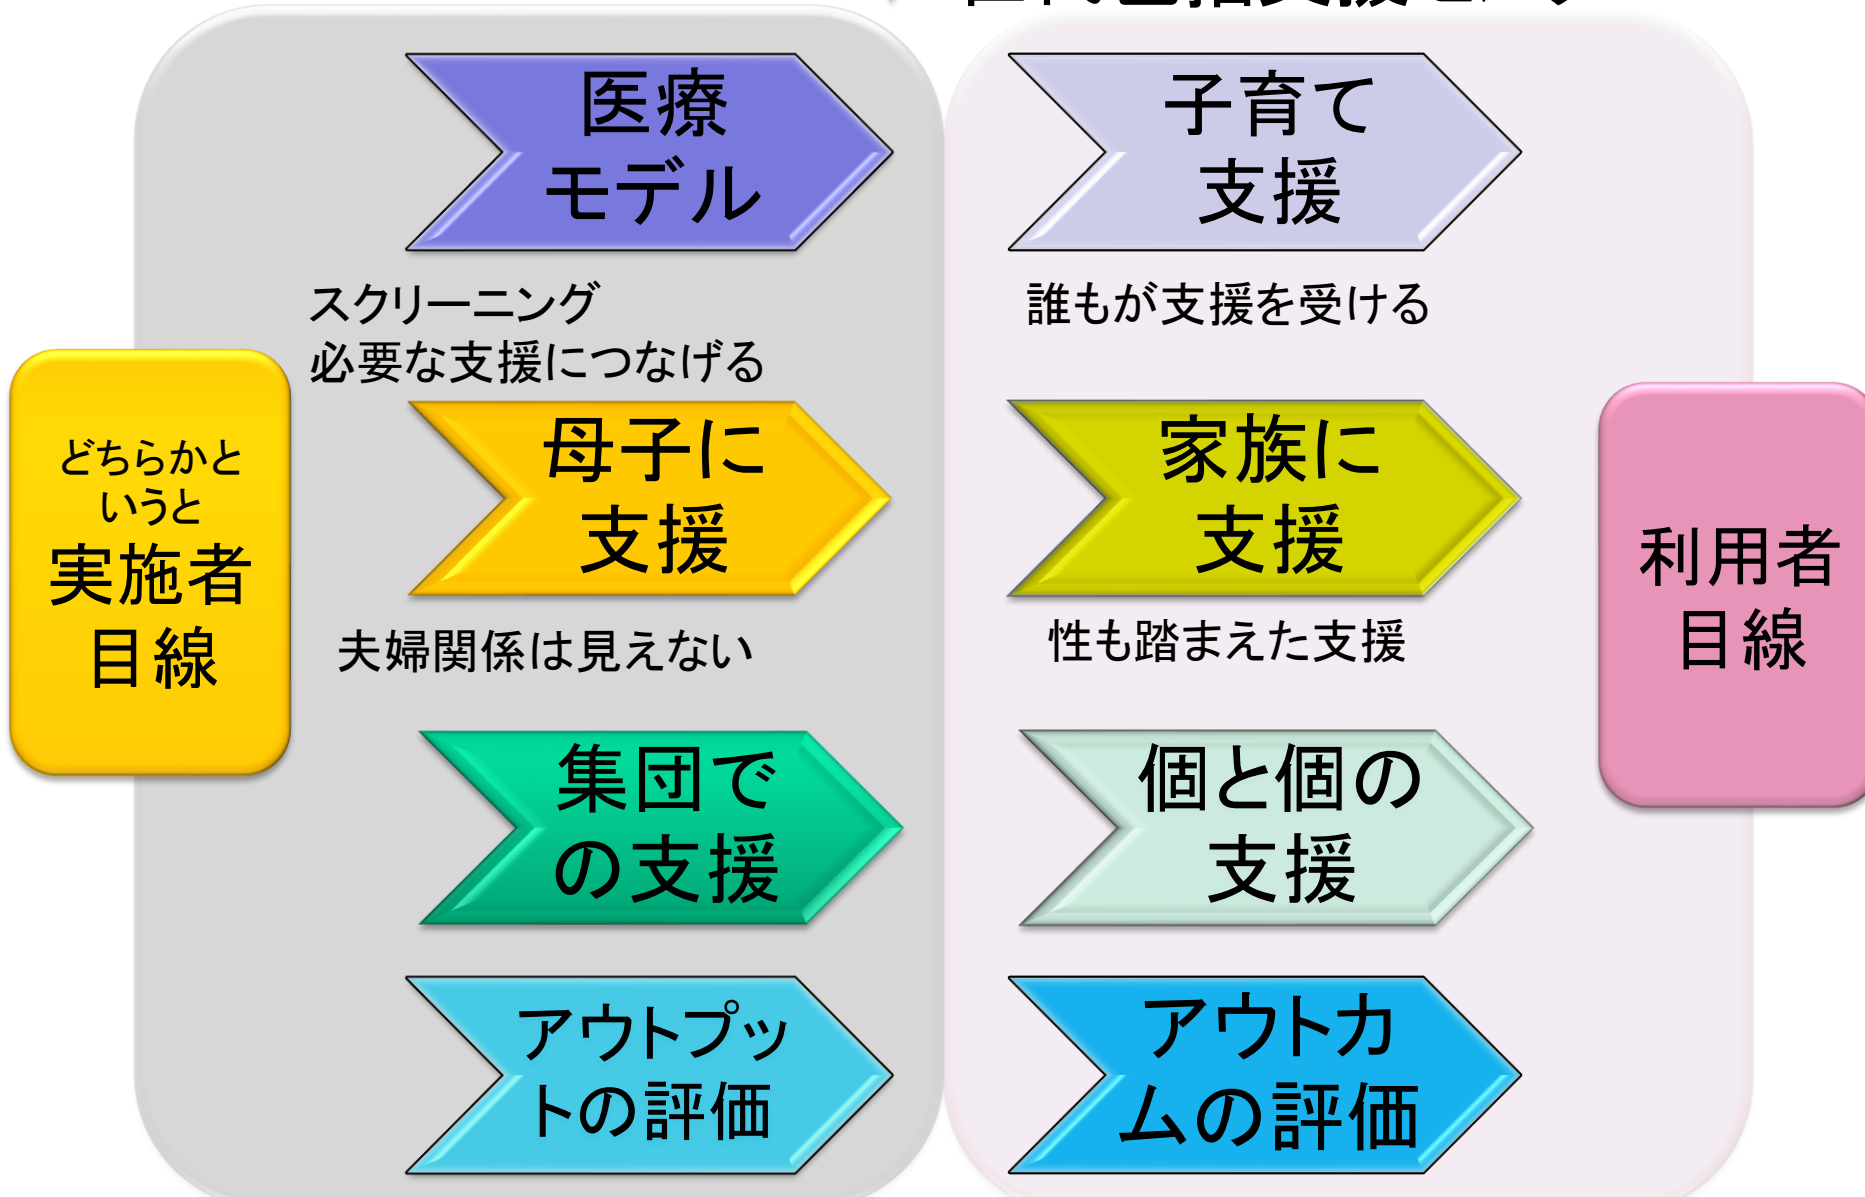 医療
モデル
スクリーニング
必要な支援につなげる
母子に
支援
夫婦関係は見えない
集団で
の支援
アウトプッ
トの評価
どちらかと
いうと
実施者
目線
子育て
支援
誰もが支援を受ける
家族に
支援
性も踏まえた支援
個と個の
支援
アウトカ
ムの評価
利用者
目線